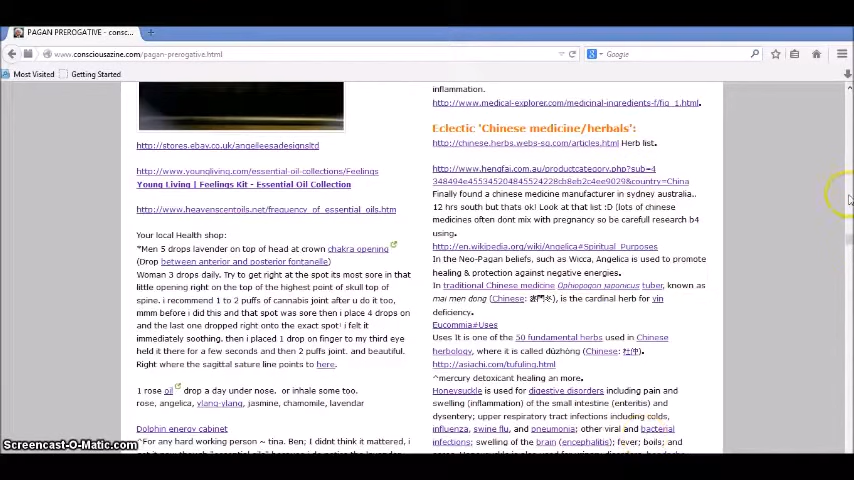 PAGAN PREROGATIVE - consc...
www.consciousazine.com/pagan-prerogative.html
Google
Most Visited
Getting Started
http://stores.ebay.co.uk/angelleesadesignsltd
http://www.youngliving.com/essential-oil-collections/Feelings
Young Living | Feelings Kit - Essential Oil Collection
http://www.heavenscentoils.net/frequency_of_essential_oils.htm
Your local Health shop:
*Men 5 drops lavender on top of head at crown chakra opening
(Drop between anterior and posterior fontanelle)
Woman 3 drops daily. Try to get right at the spot its most sore in that
little opening right on the top of the highest point of skull top of
spine. i recommend 1 to 2 puffs of cannabis joint after u do it too,
mmm before i did this and that spot was sore then i place 4 drops on
and the last one dropped right onto the exact spot! i felt it
immediately soothing. then i placed 1 drop on finger to my third eye
held it there for a few seconds and then 2 puffs joint. and beautiful.
Right where the sagittal sature line points to here.
1 rose oil drop a day under nose. or inhale some too.
rose, angelica, ylang-ylang, jasmine, chamomile, lavendar
Dolphin energy cabinet
^For any hard working person ~ tina. Ben; I didnt think it mattered, i
inflammation.
http://www.medical-explorer.com/medicinal-ingredients-f/fig_1.html.
Eclectic 'Chinese medicine/herbals':
http://chinese.herbs.webs-sg.com/articles.html Herb list.
http://www.hengfai.com.au/productcategory.php?sub=4
348494e455345204845524228cb8eb2c4ee9029&country=China
Finally found a chinese medicine manufacturer in sydney australia..
12 hrs south but thats ok! Look at that list :D [lots of chinese
medicines often dont mix with pregnancy so be carefull research b4
using.
http://en.wikipedia.org/wiki/Angelica#Spiritual_Purposes
In the Neo-Pagan beliefs, such as Wicca, Angelica is used to promote
healing & protection against negative energies.
In traditional Chinese medicine Ophiopogon japonicus tuber, known as
mai men dong (Chinese: 麥門冬), is the cardinal herb for yin
deficiency.
Eucommia#Uses
Uses It is one of the 50 fundamental herbs used in Chinese
herbology, where it is called dùzhòng (Chinese: 杜仲).
http://asiachi.com/tufuling.html
^mercury detoxicant healing an more.
Honeysuckle is used for digestive disorders including pain and
swelling (inflammation) of the small intestine (enteritis) and
dysentery; upper respiratory tract infections including colds,
influenza, swine flu, and pneumonia; other viral and bacterial
infections; swelling of the brain (encephalitis); fever; boils; and
Screencast-O-Matic.com